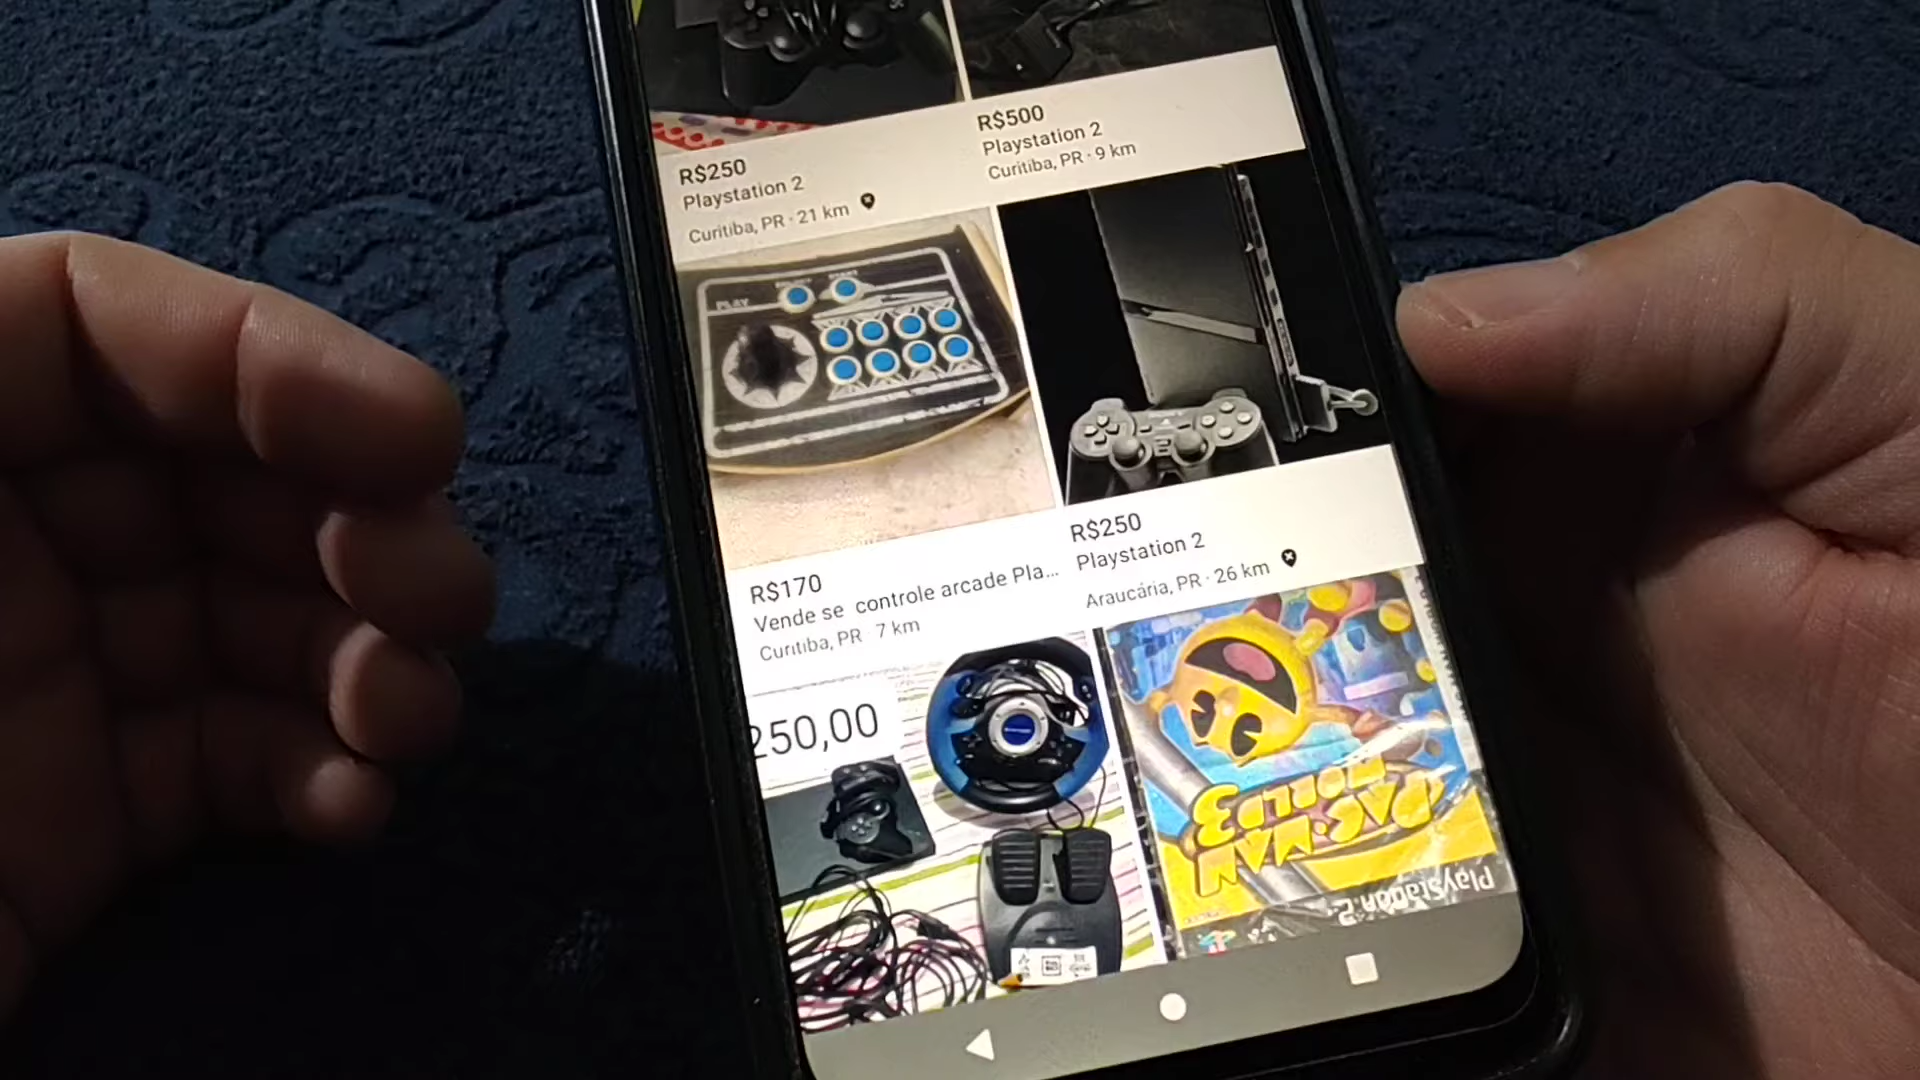 R$250
Playstation 2
Curitiba, PR · 21 km
R$500
Playstation 2
Curitiba, PR · 9 km
PLAY
START
R$170
Vende se controle arcade Pla...
Curitiba, PR 7 km
R$250
Playstation 2
Araucária, PR · 26 km
250,00
PAC-MAN
WORLD 3
PlayStation 2